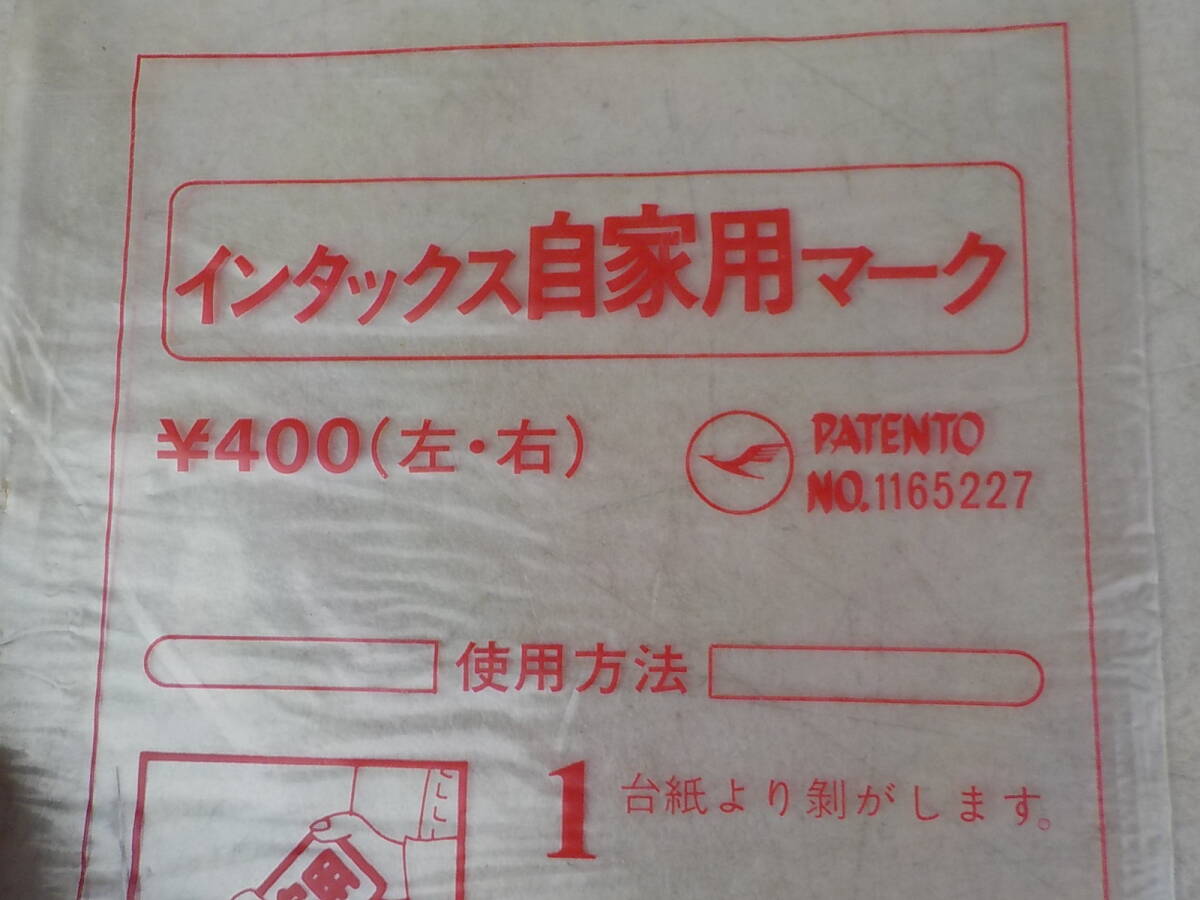 インタックス自家用マーク
¥400(左・右)
PATENTO
NO.1165227
使用方法
1 台紙より剥がします。